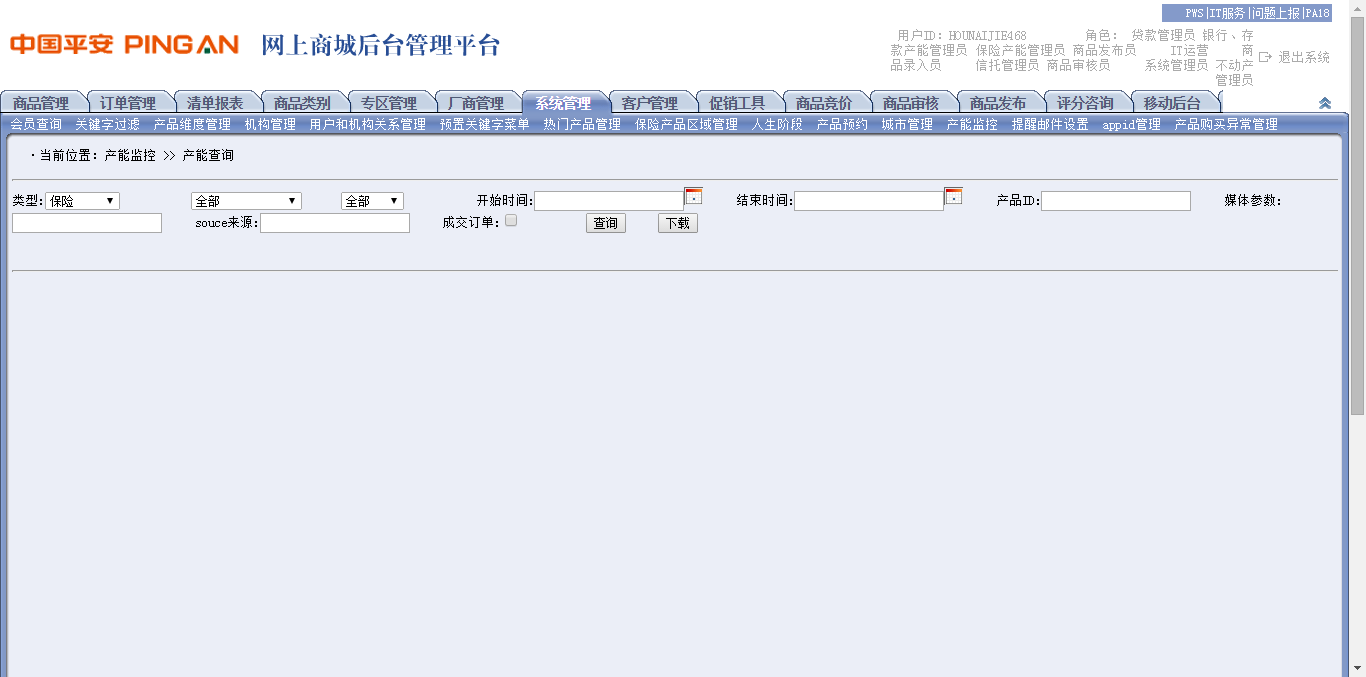 PWS|IT服务|问题上报|PA18
中国平安 PING AN 网上商城后台管理平台
用户ID: HOUNAIJIE468 角色： 贷款管理员 银行、存
款产能管理员 保险产能管理员 商品发布员 IT运营 商
品录入员 信托管理员 商品审核员 系统管理员 不动产
管理员
退出系统
商品管理 订单管理 清单报表 商品类别 专区管理 厂商管理 系统管理 客户管理 促销工具 商品竞价 商品审核 商品发布 评分咨询 移动后台
会员查询 关键字过滤 产品维度管理 机构管理 用户和机构关系管理 预置关键字菜单 热门产品管理 保险产品区域管理 人生阶段 产品预约 城市管理 产能监控 提醒邮件设置 appid管理 产品购买异常管理
·当前位置: 产能监控 >> 产能查询
类型: 保险 全部 全部 开始时间: 结束时间: 产品ID: 媒体参数:
souce来源: 成交订单: 查询 下载